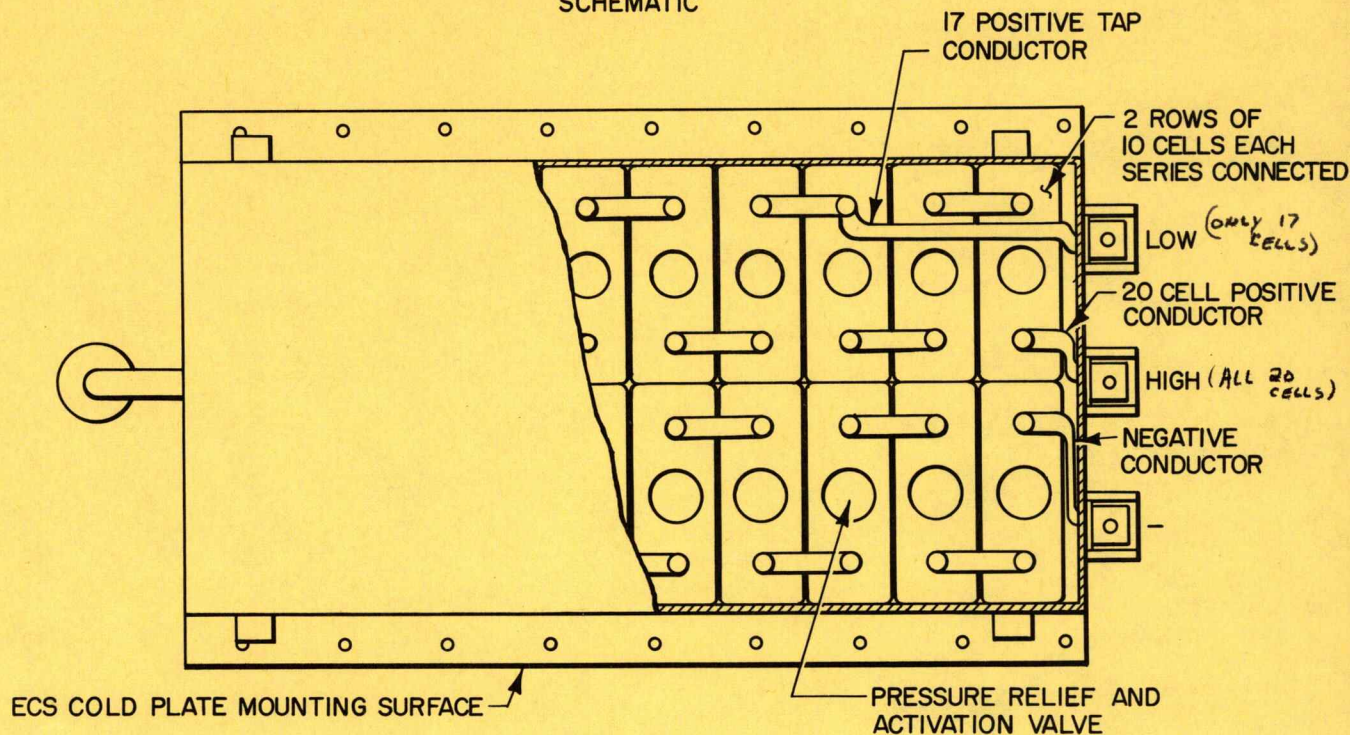 SCHEMATIC
17 POSITIVE TAP
CONDUCTOR
2 ROWS OF
10 CELLS EACH
SERIES CONNECTED
LOW (ONLY 17
CELLS)
20 CELL POSITIVE
CONDUCTOR
HIGH (ALL 20
CELLS)
NEGATIVE
CONDUCTOR
–
ECS COLD PLATE MOUNTING SURFACE
PRESSURE RELIEF AND
ACTIVATION VALVE